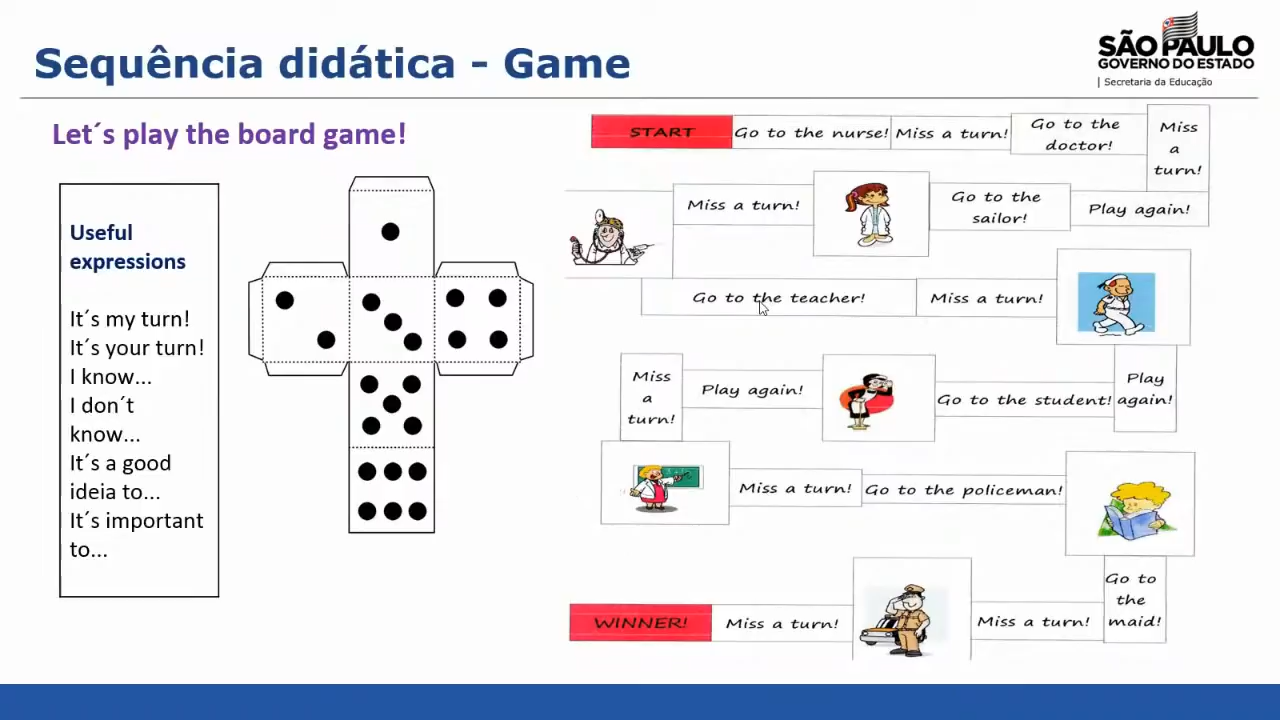 Sequência didática - Game
SÃO PAULO
GOVERNO DO ESTADO
| Secretaria da Educação
Let´s play the board game!
Useful
expressions
It´s my turn!
It´s your turn!
I know...
I don´t
know...
It´s a good
ideia to...
It´s important
to...
START
Go to the nurse!
Miss a turn!
Go to the
doctor!
Miss
a
turn!
Miss a turn!
Go to the
sailor!
Play again!
Go to the teacher!
Miss a turn!
Miss
a
turn!
Play again!
Go to the student!
Play
again!
Miss a turn!
Go to the policeman!
Go to
the
maid!
WINNER!
Miss a turn!
Miss a turn!